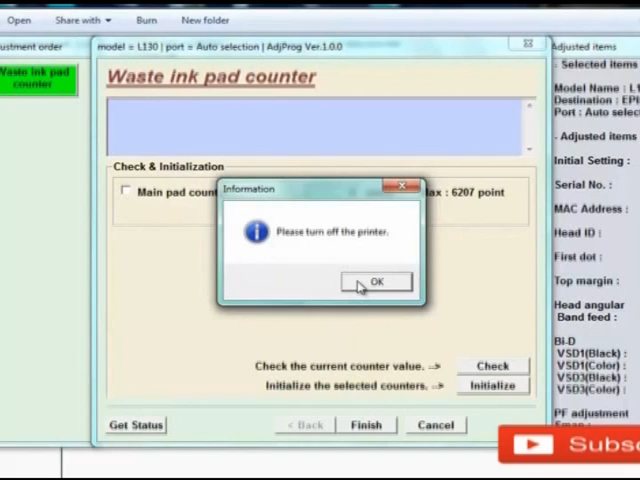 Open Share with Burn New folder
ustment order
model = L130 | port = Auto selection | AdjProg Ver.1.0.0
Adjusted items
Waste ink pad
counter
Waste ink pad counter
- Selected items
Model Name : L1
Destination : EPI
Port : Auto selec
- Adjusted items
Initial Setting :
Serial No. :
MAC Address :
Head ID :
First dot :
Top margin :
Head angular
Band feed :
Bi-D
VSD1(Black) :
VSD1(Color) :
VSD3(Black) :
VSD3(Color) :
PF adjustment
Check & Initialization
Main pad count
Max : 6207 point
Information
Please turn off the printer.
OK
Check the current counter value. -->
Check
Initialize the selected counters. -->
Initialize
Get Status
< Back
Finish
Cancel
Subsc